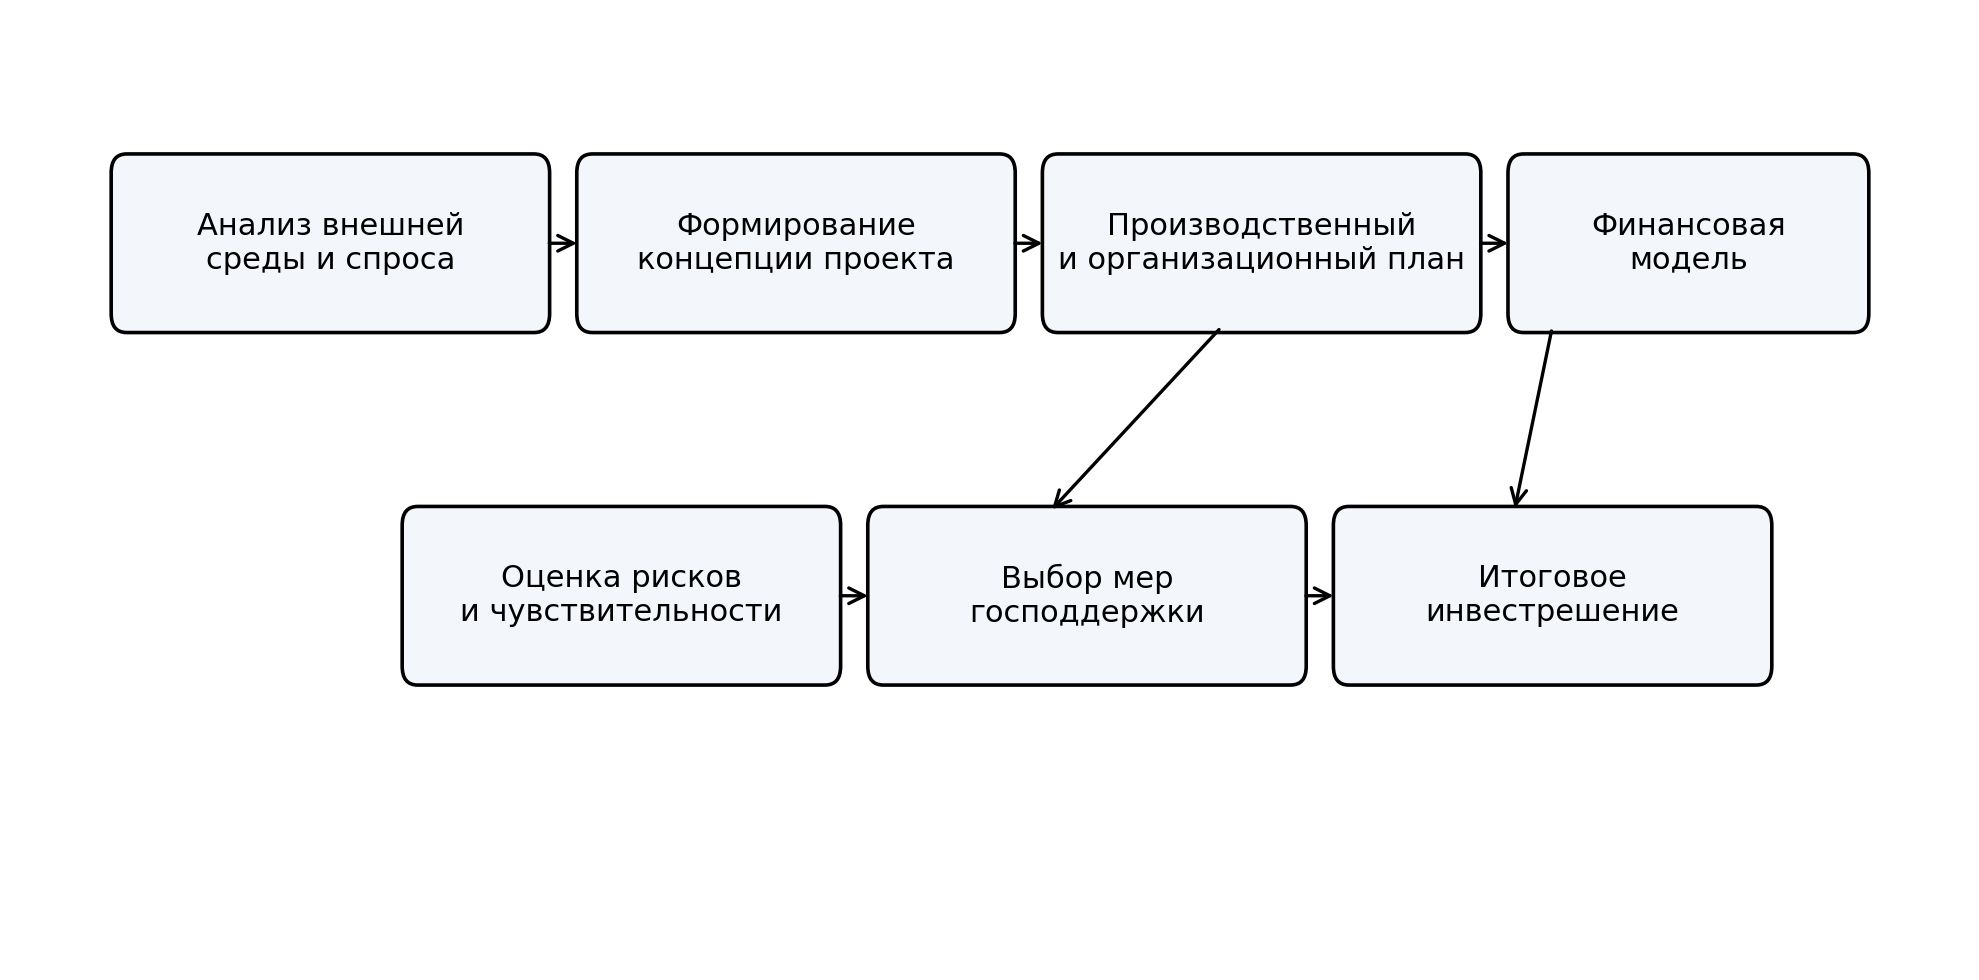 Анализ внешней
среды и спроса
Формирование
концепции проекта
Производственный
и организационный план
Финансовая
модель
Оценка рисков
и чувствительности
Выбор мер
господдержки
Итоговое
инвестрешение